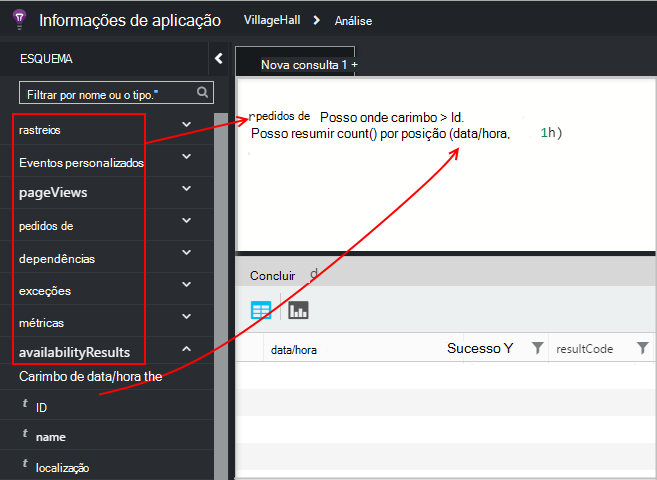 Informações de aplicação VillageHall Análise
ESQUEMA
Filtrar por nome ou o tipo."
rastreios
Eventos personalizados
pageViews
pedidos de
dependências
exceções
métricas
availabilityResults
Carimbo de data/hora the
t ID
t name
t localização
Nova consulta 1 +
pedidos de Posso onde carimbo > Id.
Posso resumir count() por posição (data/hora, 1h)
Concluir d
data/hora Sucesso Y resultCode